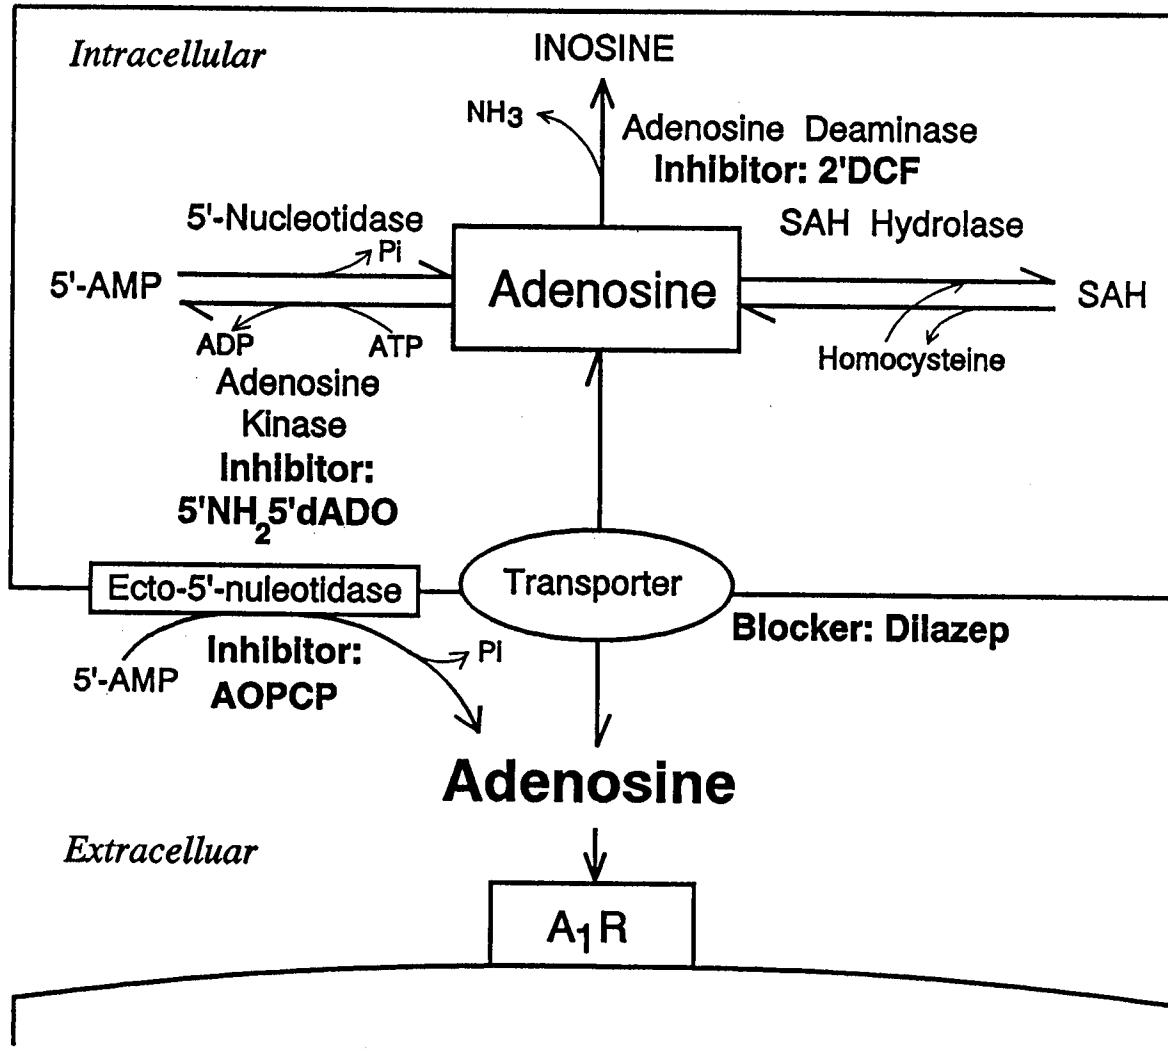 Intracellular
INOSINE
NH3
Adenosine Deaminase
Inhibitor: 2'DCF
5'-Nucleotidase
Pi
SAH Hydrolase
5'-AMP
Adenosine
SAH
ADP
ATP
Homocysteine
Adenosine
Kinase
Inhibitor:
5'NH25'dADO
Ecto-5'-nuleotidase
Transporter
Blocker: Dilazep
5'-AMP
Inhibitor:
AOPCP
Pi
Adenosine
Extracelluar
A1R